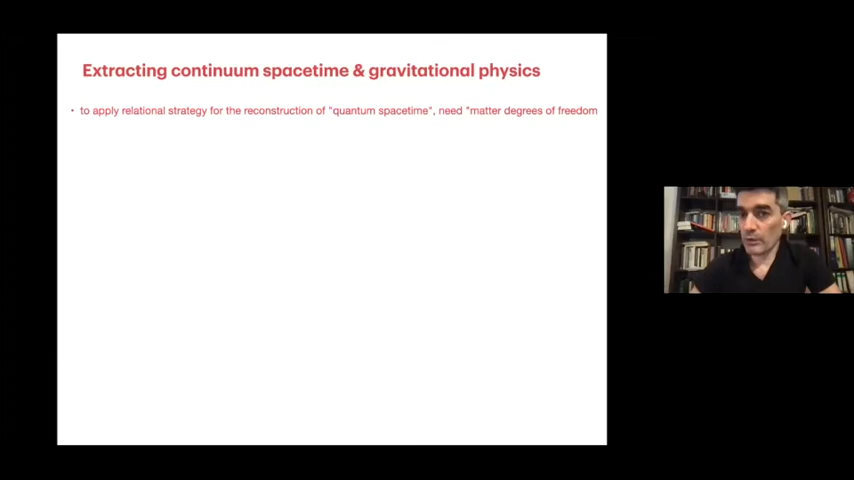 Extracting continuum spacetime & gravitational physics
• to apply relational strategy for the reconstruction of "quantum spacetime", need "matter degrees of freedom